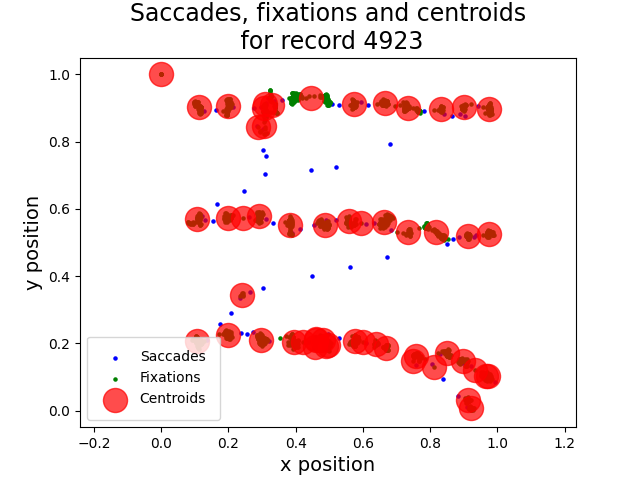 Saccades, fixations and centroids
for record 4923
1.0
0.8
0.6
0.4
0.2
0.0
y position
Saccades
Fixations
Centroids
−0.2
0.0
0.2
0.4
0.6
0.8
1.0
1.2
x position